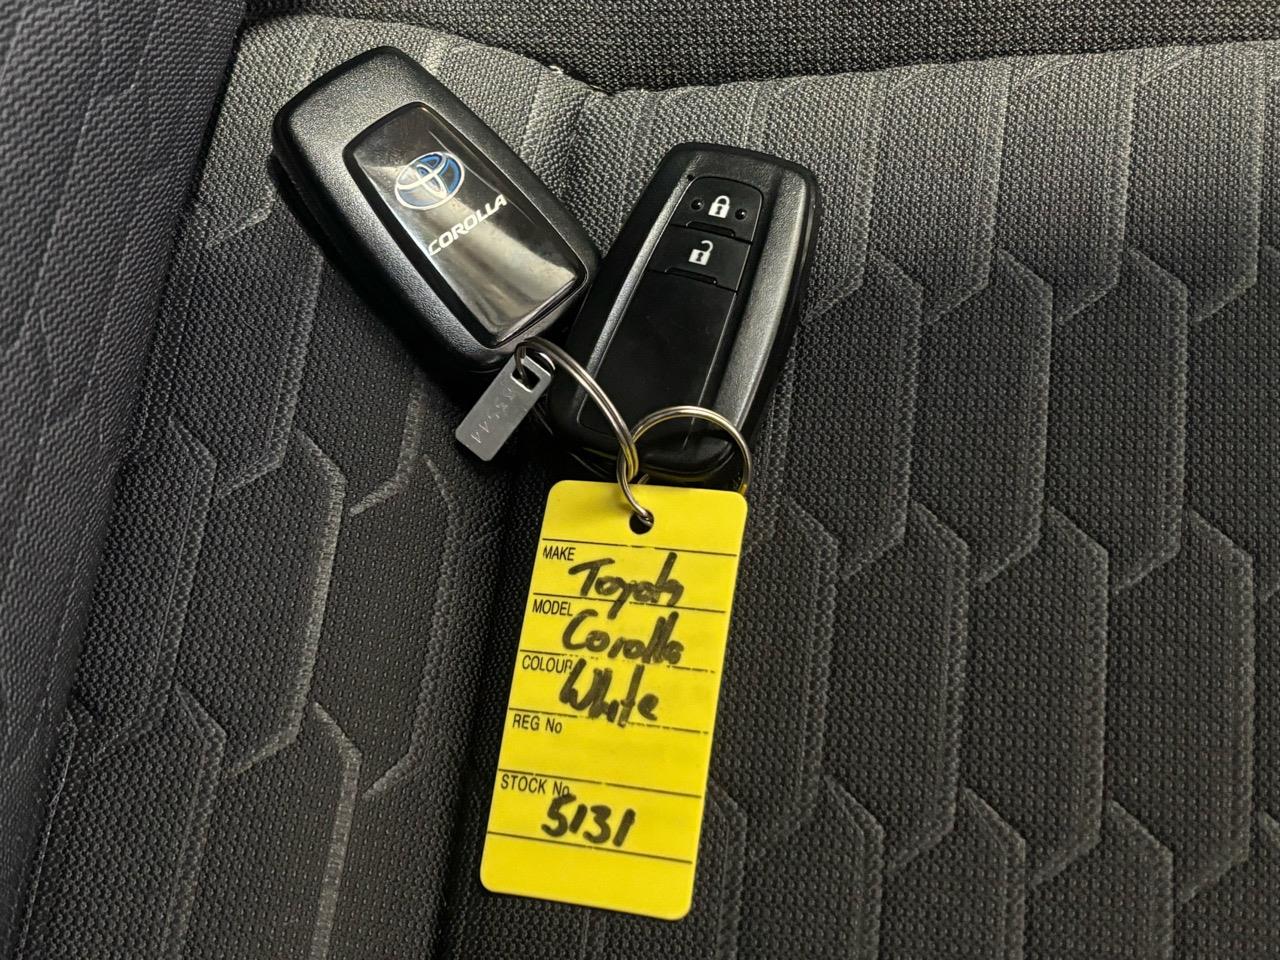 COROLLA
MAKE Toyota
MODEL Corolla
COLOUR White
REG No
STOCK No 5131